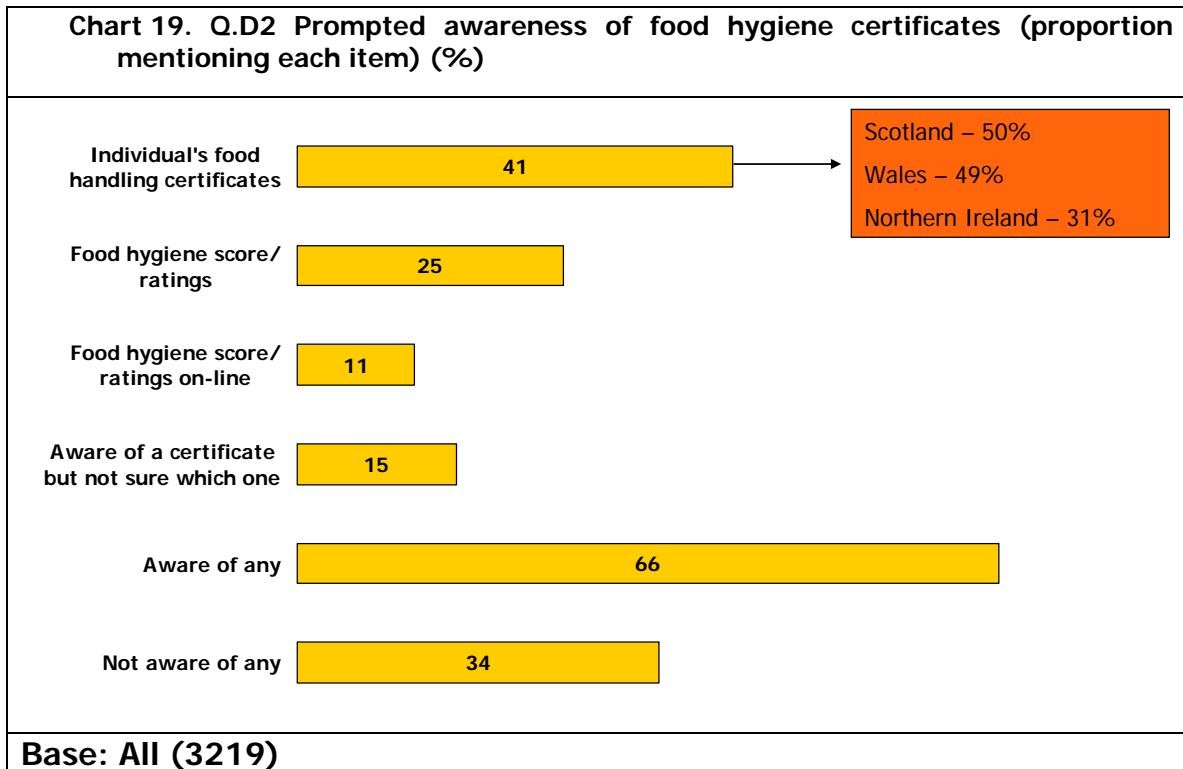 Chart 19. Q.D2 Prompted awareness of food hygiene certificates (proportion
mentioning each item) (%)
Individual's food
handling certificates
41
Scotland – 50%
Wales – 49%
Northern Ireland – 31%
Food hygiene score/
ratings
25
Food hygiene score/
ratings on-line
11
Aware of a certificate
but not sure which one
15
Aware of any
66
Not aware of any
34
Base: All (3219)